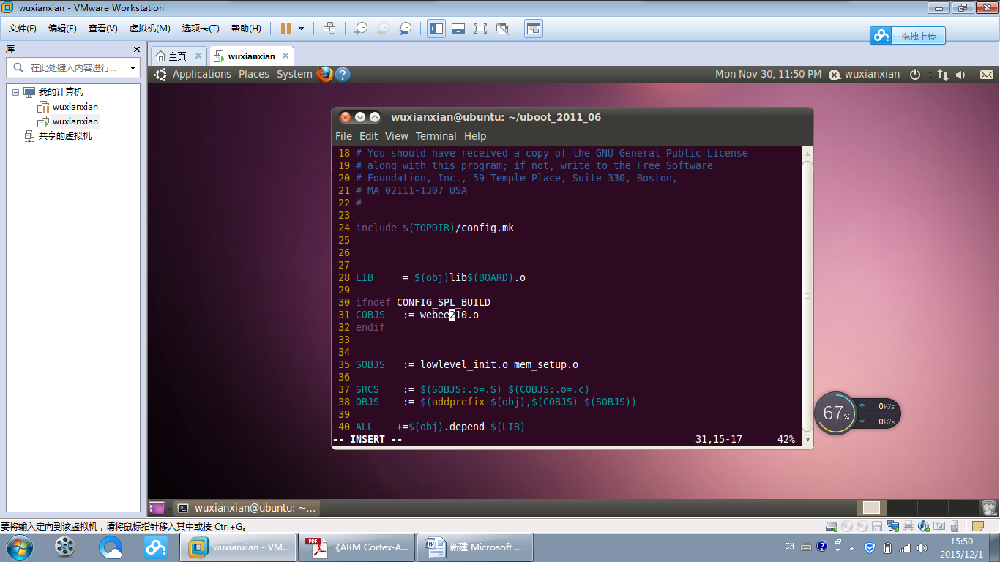 wuxianxian - VMware Workstation
文件(F) 编辑(E) 查看(V) 虚拟机(M) 选项卡(T) 帮助(H)
拖拽上传
库
主页
wuxianxian
在此处键入内容进行...
Applications Places System
Mon Nov 30, 11:50 PM wuxianxian
我的计算机
wuxianxian
wuxianxian
共享的虚拟机
wuxianxian@ubuntu: ~/uboot_2011_06
File Edit View Terminal Help
18 # You should have received a copy of the GNU General Public License
19 # along with this program; if not, write to the Free Software
20 # Foundation, Inc., 59 Temple Place, Suite 330, Boston,
21 # MA 02111-1307 USA
22 #
23
24 include $(TOPDIR)/config.mk
25
26
27
28 LIB     = $(obj)lib$(BOARD).o
29
30 ifndef CONFIG_SPL_BUILD
31 COBJS   := webee210.o
32 endif
33
34
35 SOBJS   := lowlevel_init.o mem_setup.o
36
37 SRCS    := $(SOBJS:.o=.S) $(COBJS:.o=.c)
38 OBJS    := $(addprefix $(obj),$(COBJS) $(SOBJS))
39
40 ALL    +=$(obj).depend $(LIB)
-- INSERT -- 31,15-17 42%
67%
0K/s
0K/s
wuxianxian@ubuntu: ~...
要将输入定向到该虚拟机，请将鼠标指针移入其中或按 Ctrl+G。
wuxianxian - VM...
PDF
《ARM Cortex-A...
新建 Microsoft ...
CH
15:50
2015/12/1